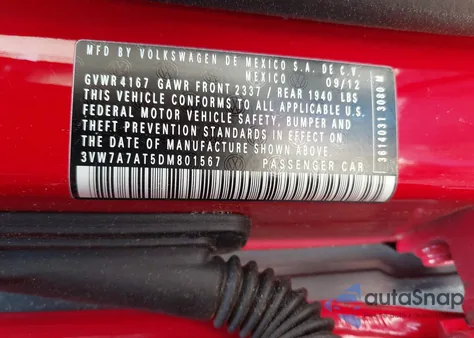 MFD BY VOLKSWAGEN DE MEXICO S.A. DE C.V.
MEXICO 09/12
GVWR 4167 GAWR FRONT 2337 / REAR 1940 LBS
THIS VEHICLE CONFORMS TO ALL APPLICABLE U.S.
FEDERAL MOTOR VEHICLE SAFETY, BUMPER AND
THEFT PREVENTION STANDARDS IN EFFECT ON
THE DATE OF MANUFACTURE SHOWN ABOVE.
3VW7A7AT5DM801567 PASSENGER CAR
3614031 3080 M
autoSnap